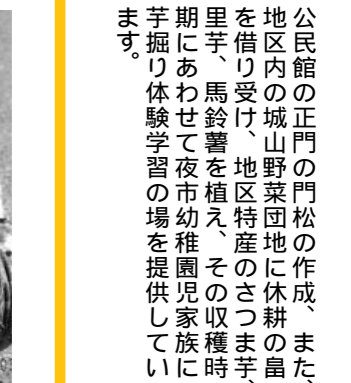 公民館の正門の門松の作成、また、
地区内の城山野菜団地に休耕の畠
を借り受け、地区特産のさつま芋、
里芋、馬鈴薯を植え、その収穫時
期にあわせて夜市幼稚園児家族に
芋掘り体験学習の場を提供してい
ます。